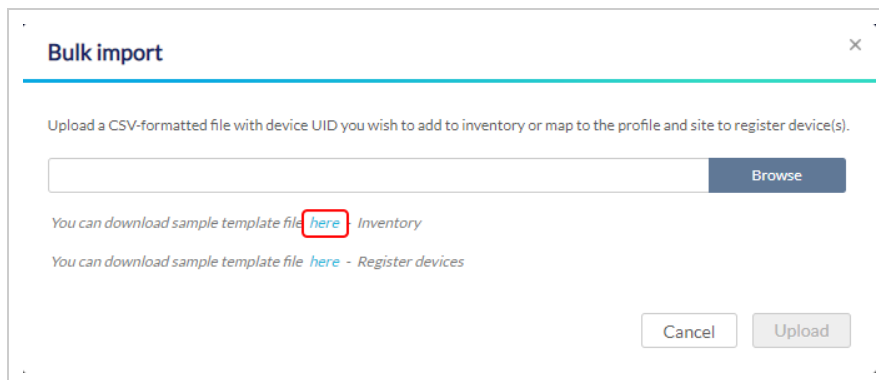 Bulk import
×
Upload a CSV-formatted file with device UID you wish to add to inventory or map to the profile and site to register device(s).
Browse
You can download sample template file here - Inventory
You can download sample template file here - Register devices
Cancel Upload